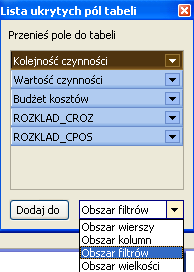 Lista ukrytych pól tabeli
Przenieś pole do tabeli
Kolejność czynności
Wartość czynności
Budżet kosztów
ROZKLAD_CROZ
ROZKLAD_CPOS
Dodaj do
Obszar filtrów
Obszar wierszy
Obszar kolumn
Obszar filtrów
Obszar wielkości